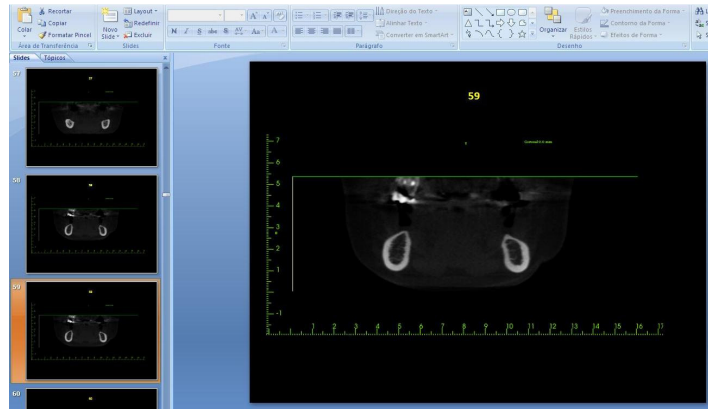 Recortar
Copiar
Formatar Pincel
Colar
Área de Transferência
Layout
Redefinir
Excluir
Novo
Slide
Slides
N I S abe S AV Aa A
Fonte
Direção do Texto
Alinhar Texto
Converter em SmartArt
Parágrafo
Organizar
Estilos
Rápidos
Preenchimento da Forma
Contorno da Forma
Efeitos de Forma
Desenho
Slides Tópicos
57
58
59
60
59
7
6
5
4
3
2
1
-1
1 2 3 4 5 6 7 8 9 10 11 12 13 14 15 16 17